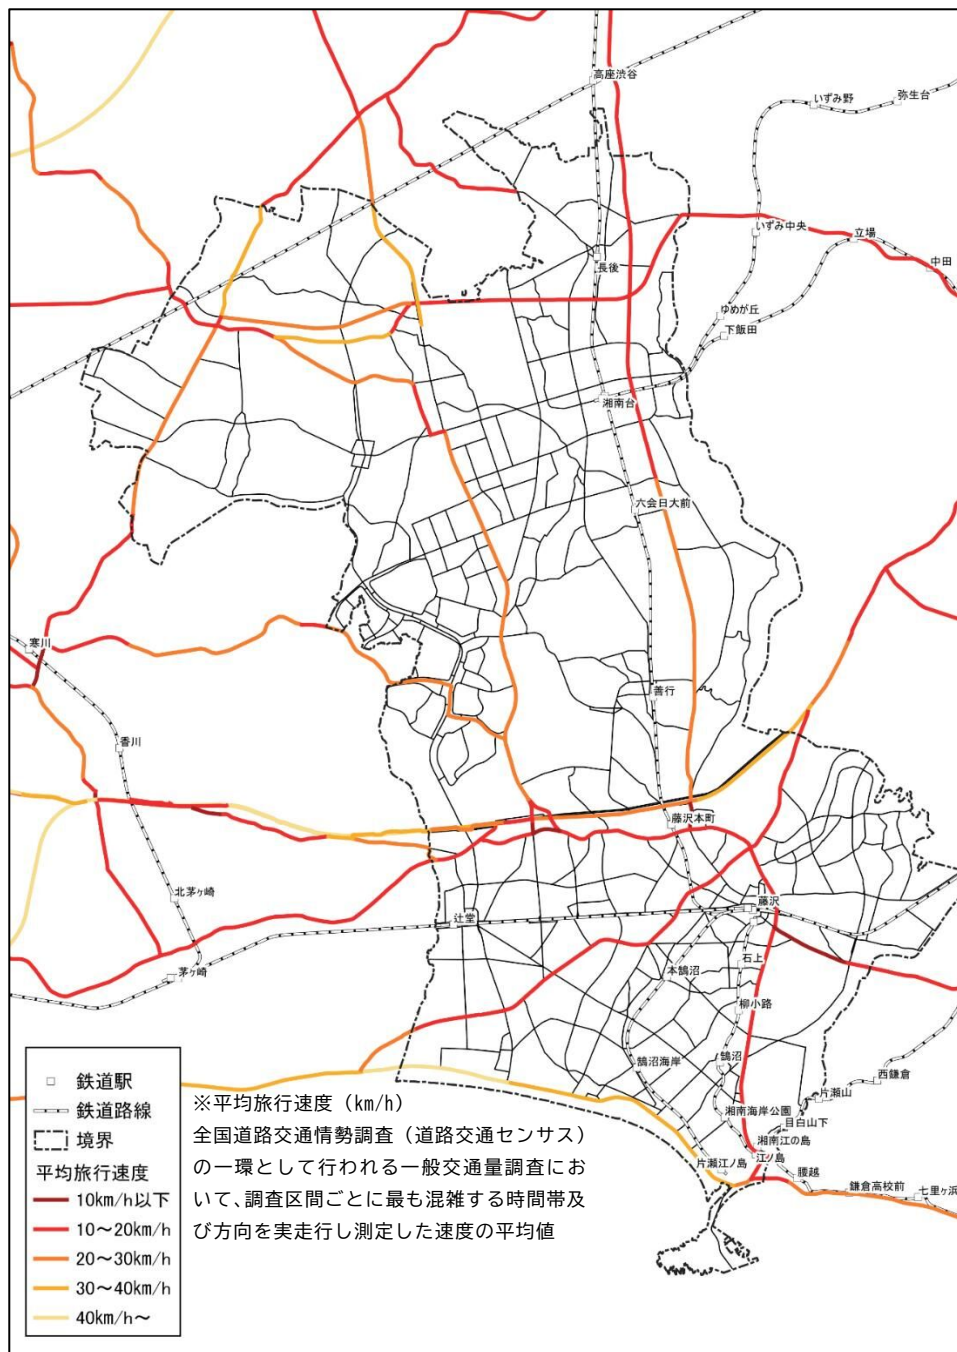 高座渋谷
いずみ野
弥生台
いずみ中央
立場
中田
長後
ゆめが丘
下飯田
湘南台
六会日大前
寒川
善行
香川
藤沢本町
北茅ヶ崎
辻堂
藤沢
茅ヶ崎
本鵠沼
石上
柳小路
鵠沼海岸
鵠沼
西鎌倉
片瀬山
湘南海岸公園
目白山下
湘南江の島
江ノ島
片瀬江ノ島
腰越
鎌倉高校前
七里ヶ浜
鉄道駅
鉄道路線
境界
平均旅行速度
10km/h以下
10～20km/h
20～30km/h
30～40km/h
40km/h～
※平均旅行速度（km/h）
全国道路交通情勢調査（道路交通センサス）
の一環として行われる一般交通量調査にお
いて、調査区間ごとに最も混雑する時間帯及
び方向を実走行し測定した速度の平均値